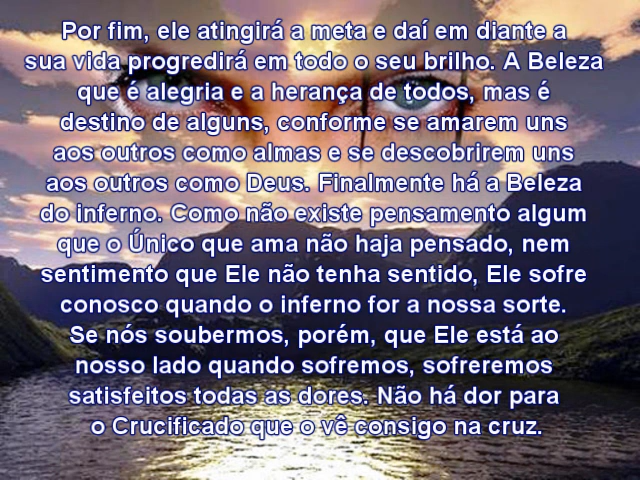 Por fim, ele atingirá a meta e daí em diante a
sua vida progredirá em todo o seu brilho. A Beleza
que é alegria e a herança de todos, mas é
destino de alguns, conforme se amarem uns
aos outros como almas e se descobrirem uns
aos outros como Deus. Finalmente há a Beleza
do inferno. Como não existe pensamento algum
que o Único que ama não haja pensado, nem
sentimento que Ele não tenha sentido, Ele sofre
conosco quando o inferno for a nossa sorte.
Se nós soubermos, porém, que Ele está ao
nosso lado quando sofremos, sofreremos
satisfeitos todas as dores. Não há dor para
o Crucificado que o vê consigo na cruz.